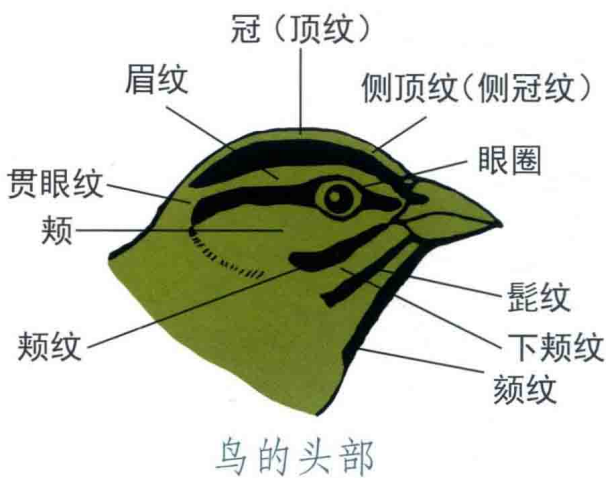 冠（顶纹）
眉纹
侧顶纹（侧冠纹）
眼圈
贯眼纹
颊
髭纹
颊纹
下颊纹
颏纹
鸟的头部